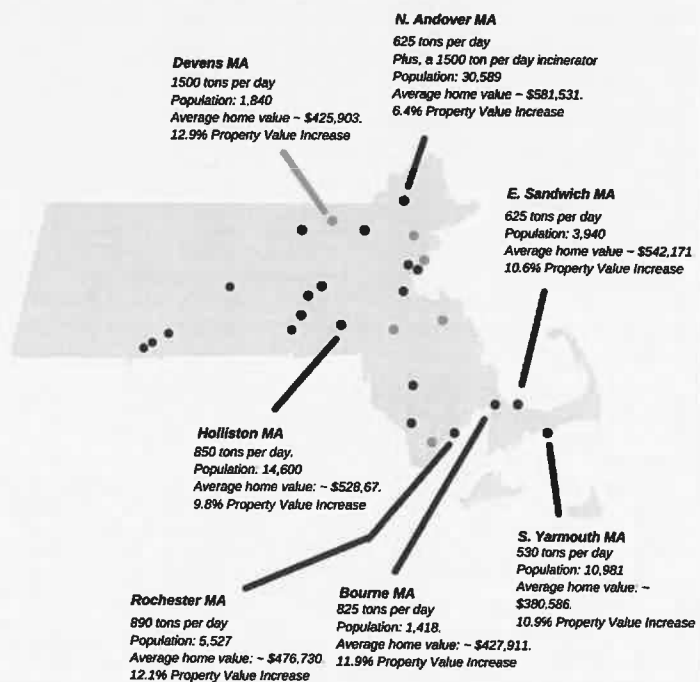 N. Andover MA
625 tons per day
Plus, a 1500 ton per day incinerator
Population: 30,589
Average home value ~ $581,531.
6.4% Property Value Increase
Devens MA
1500 tons per day
Population: 1,840
Average home value ~ $425,903.
12.9% Property Value Increase
E. Sandwich MA
625 tons per day
Population: 3,940
Average home value ~ $542,171
10.6% Property Value Increase
Holliston MA
850 tons per day.
Population: 14,600
Average home value: ~ $528,67.
9.8% Property Value Increase
S. Yarmouth MA
530 tons per day
Population: 10,981
Average home value: ~
$380,586.
10.9% Property Value Increase
Rochester MA
890 tons per day
Population: 5,527
Average home value: ~ $476,730
12.1% Property Value Increase
Bourne MA
825 tons per day
Population: 1,418.
Average home value: ~ $427,911.
11.9% Property Value Increase